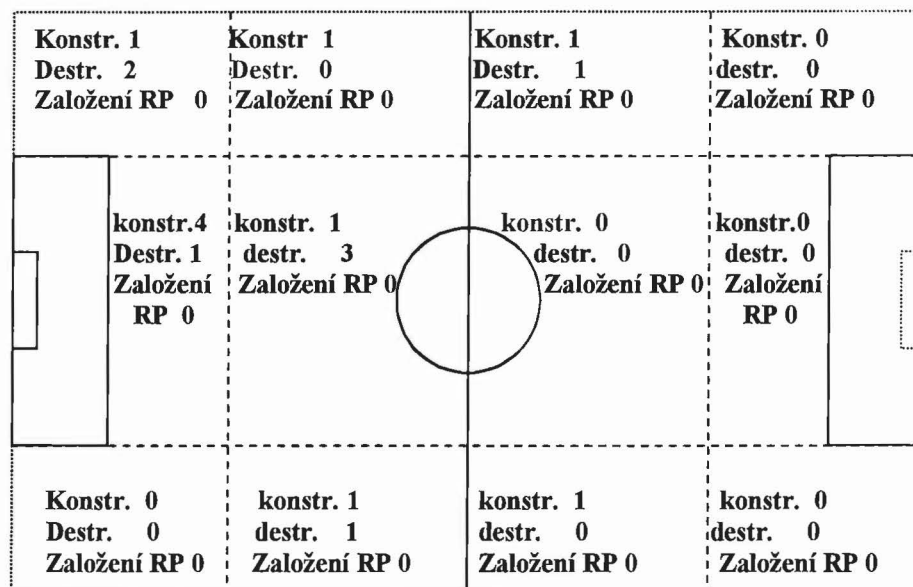 Konstr. 1
Destr. 2
Založení RP 0
Konstr 1
Destr. 0
Založení RP 0
Konstr. 1
Destr. 1
Založení RP 0
Konstr. 0
destr. 0
Založení RP 0
konstr.4
Destr. 1
Založení
RP 0
konstr. 1
destr. 3
Založení RP 0
konstr. 0
destr. 0
Založení RP 0
konstr.0
destr. 0
Založení
RP 0
Konstr. 0
Destr. 0
Založení RP 0
konstr. 1
destr. 1
Založení RP 0
konstr. 1
destr. 0
Založení RP 0
konstr. 0
destr. 0
Založení RP 0